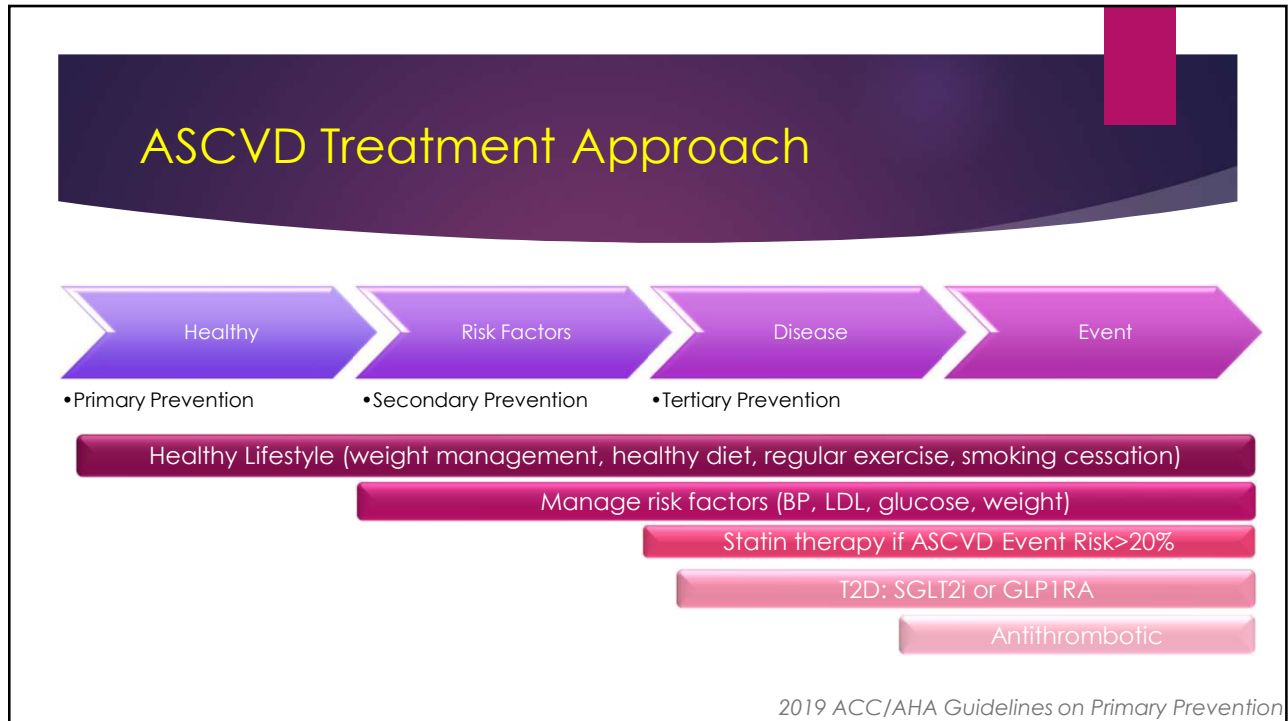 ASCVD Treatment Approach
Healthy
Risk Factors
Disease
Event
•Primary Prevention
•Secondary Prevention
•Tertiary Prevention
Healthy Lifestyle (weight management, healthy diet, regular exercise, smoking cessation)
Manage risk factors (BP, LDL, glucose, weight)
Statin therapy if ASCVD Event Risk>20%
T2D: SGLT2i or GLP1RA
Antithrombotic
2019 ACC/AHA Guidelines on Primary Prevention